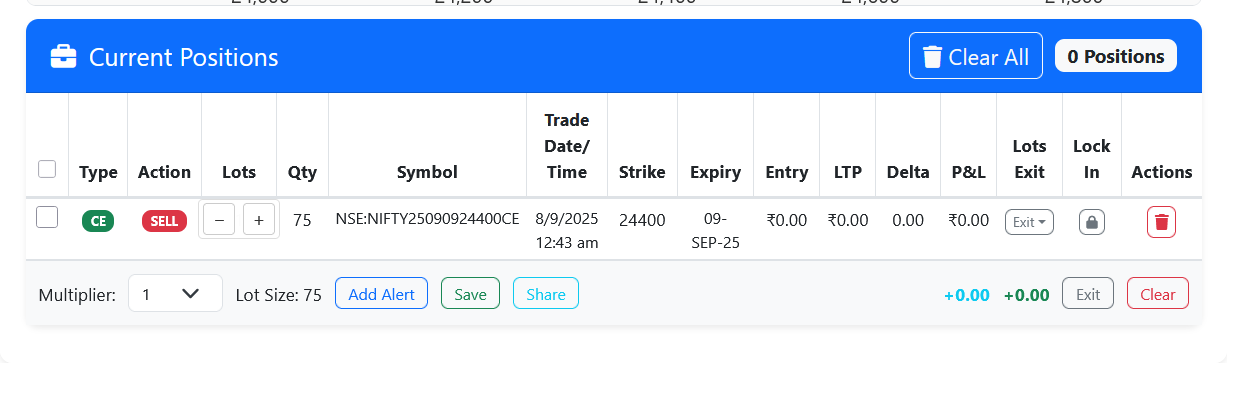 Current Positions
Clear All
0 Positions
Type Action Lots Qty Symbol Trade Date/ Time Strike Expiry Entry LTP Delta P&L Lots Exit Lock In Actions
CE SELL − + 75 NSE:NIFTY25090924400CE 8/9/2025 12:43 am 24400 09-SEP-25 ₹0.00 ₹0.00 0.00 ₹0.00 Exit
Multiplier: 1 Lot Size: 75 Add Alert Save Share +0.00 +0.00 Exit Clear